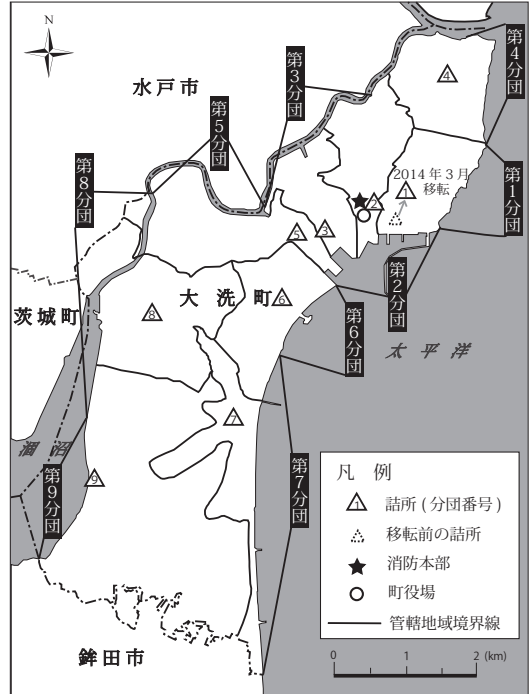 N
水戸市
第4分団
第3分団
4
第5分団
2014年3月
移転
1
第1分団
第8分団
2
3
5
大洗町
8
6
茨城町
第2分団
第6分団
太平洋
7
涸沼
第9分団
9
第7分団
凡 例
1 詰所 (分団番号)
移転前の詰所
消防本部
町役場
管轄地域境界線
鉾田市
0 1 2 (km)